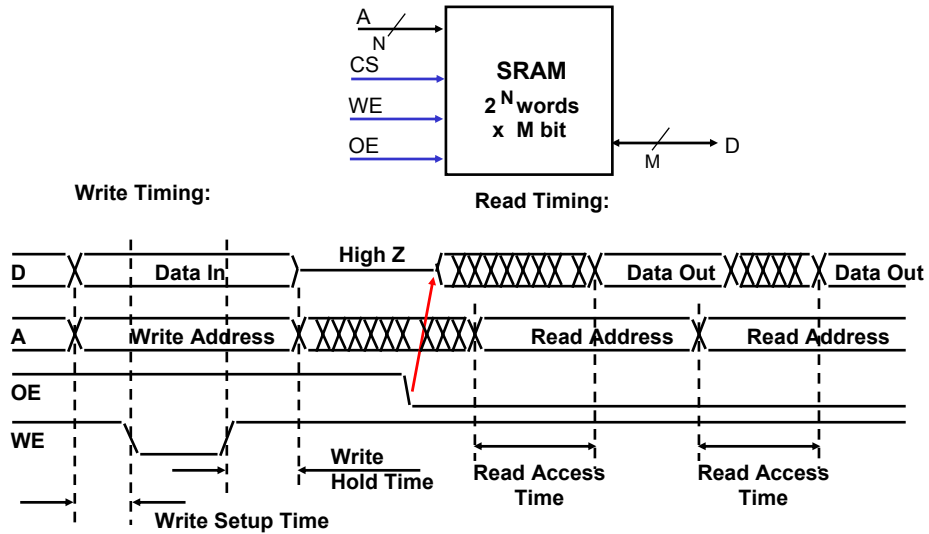 A
N
CS
SRAM
2 N words
WE
x M bit
OE
M
D
Write Timing:
Read Timing:
D
Data In
High Z
Data Out
Data Out
A
Write Address
Read Address
Read Address
OE
WE
Write
Hold Time
Read Access
Time
Read Access
Time
Write Setup Time